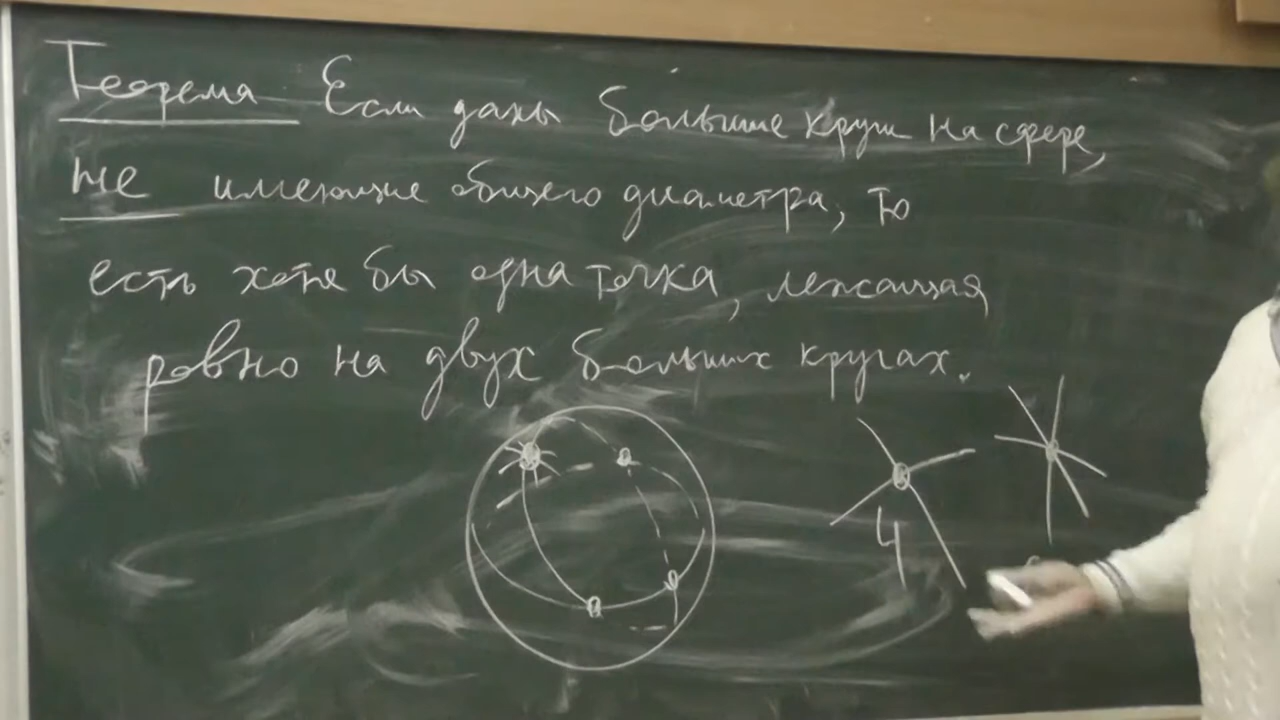 Теорема Если даны большие круги на сфере,
не имеющие общего диаметра, то
есть хотя бы одна точка, лежащая
ровно на двух больших кругах.
4